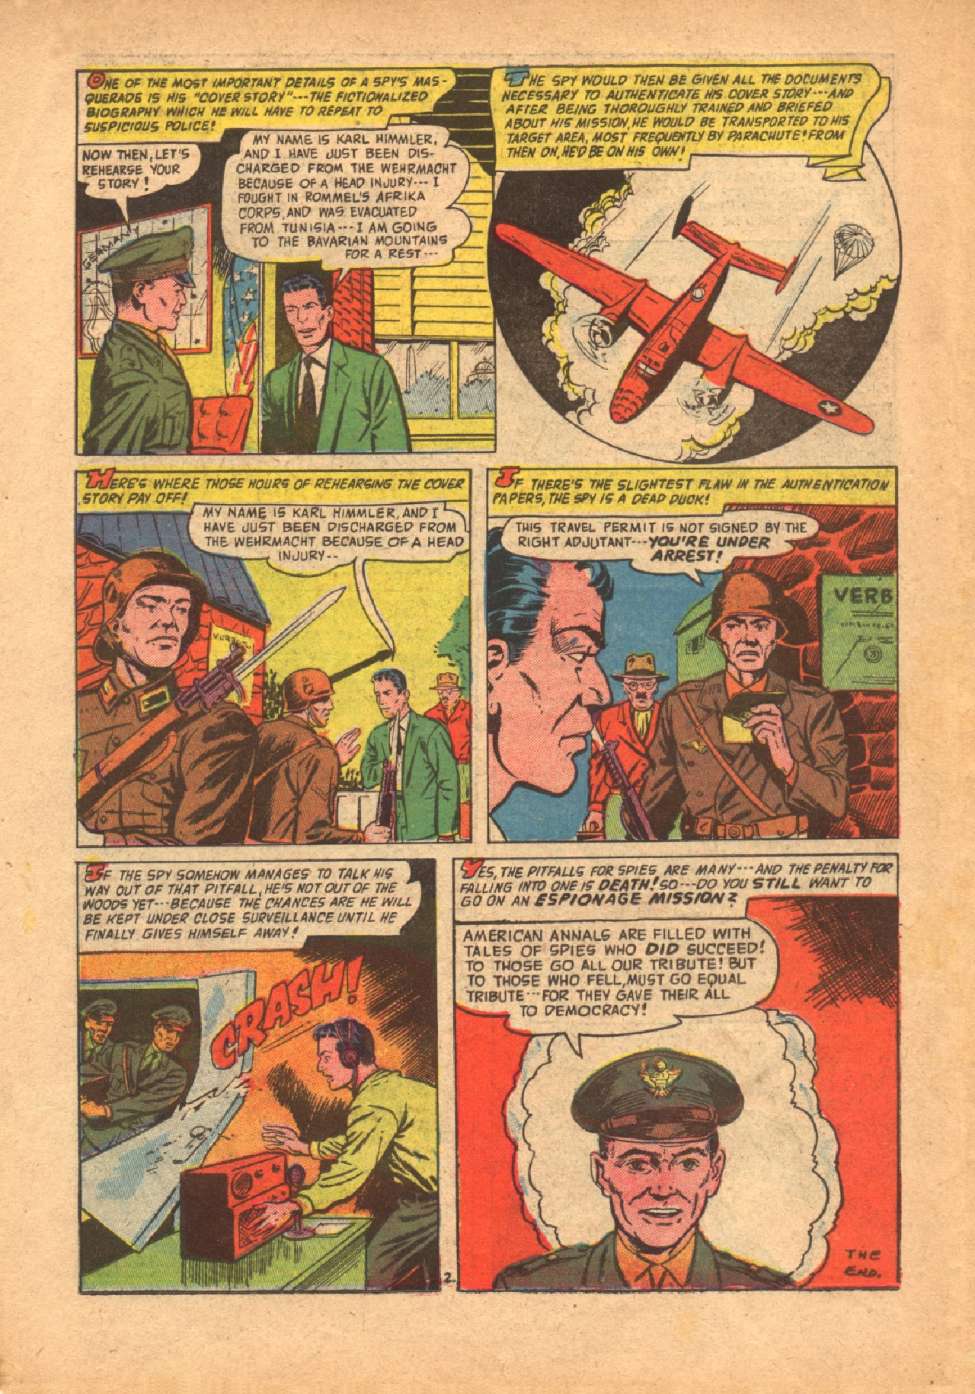 ONE OF THE MOST IMPORTANT DETAILS OF A SPY'S MAS-
QUERADE IS HIS "COVER STORY"---THE FICTIONALIZED
BIOGRAPHY WHICH HE WILL HAVE TO REPEAT TO
SUSPICIOUS POLICE!
NOW THEN, LET'S
REHEARSE YOUR
STORY!
MY NAME IS KARL HIMMLER,
AND I HAVE JUST BEEN DIS-
CHARGED FROM THE WEHRMACHT
BECAUSE OF A HEAD INJURY---I
FOUGHT IN ROMMEL'S AFRIKA
CORPS, AND WAS EVACUATED
FROM TUNISIA---I AM GOING
TO THE BAVARIAN MOUNTAINS
FOR A REST---
GERMANY
THE SPY WOULD THEN BE GIVEN ALL THE DOCUMENTS
NECESSARY TO AUTHENTICATE HIS COVER STORY---AND
AFTER BEING THOROUGHLY TRAINED AND BRIEFED
ABOUT HIS MISSION, HE WOULD BE TRANSPORTED TO HIS
TARGET AREA, MOST FREQUENTLY BY PARACHUTE! FROM
THEN ON, HE'D BE ON HIS OWN!
HERE'S WHERE THOSE HOURS OF REHEARSING THE COVER
STORY PAY OFF!
MY NAME IS KARL HIMMLER, AND I
HAVE JUST BEEN DISCHARGED FROM
THE WEHRMACHT BECAUSE OF A HEAD
INJURY--
IF THERE'S THE SLIGHTEST FLAW IN THE AUTHENTICATION
PAPERS, THE SPY IS A DEAD DUCK!
THIS TRAVEL PERMIT IS NOT SIGNED BY THE
RIGHT ADJUTANT---YOU'RE UNDER
ARREST!
VERB
IF THE SPY SOMEHOW MANAGES TO TALK HIS
WAY OUT OF THAT PITFALL, HE'S NOT OUT OF THE
WOODS YET---BECAUSE THE CHANCES ARE HE WILL
BE KEPT UNDER CLOSE SURVEILLANCE UNTIL HE
FINALLY GIVES HIMSELF AWAY!
CRASH!
2
YES, THE PITFALLS FOR SPIES ARE MANY---AND THE PENALTY FOR
FALLING INTO ONE IS DEATH! SO---DO YOU STILL WANT TO
GO ON AN ESPIONAGE MISSION?
AMERICAN ANNALS ARE FILLED WITH
TALES OF SPIES WHO DID SUCCEED!
TO THOSE GO ALL OUR TRIBUTE! BUT
TO THOSE WHO FELL, MUST GO EQUAL
TRIBUTE---FOR THEY GAVE THEIR ALL
TO DEMOCRACY!
THE
END.